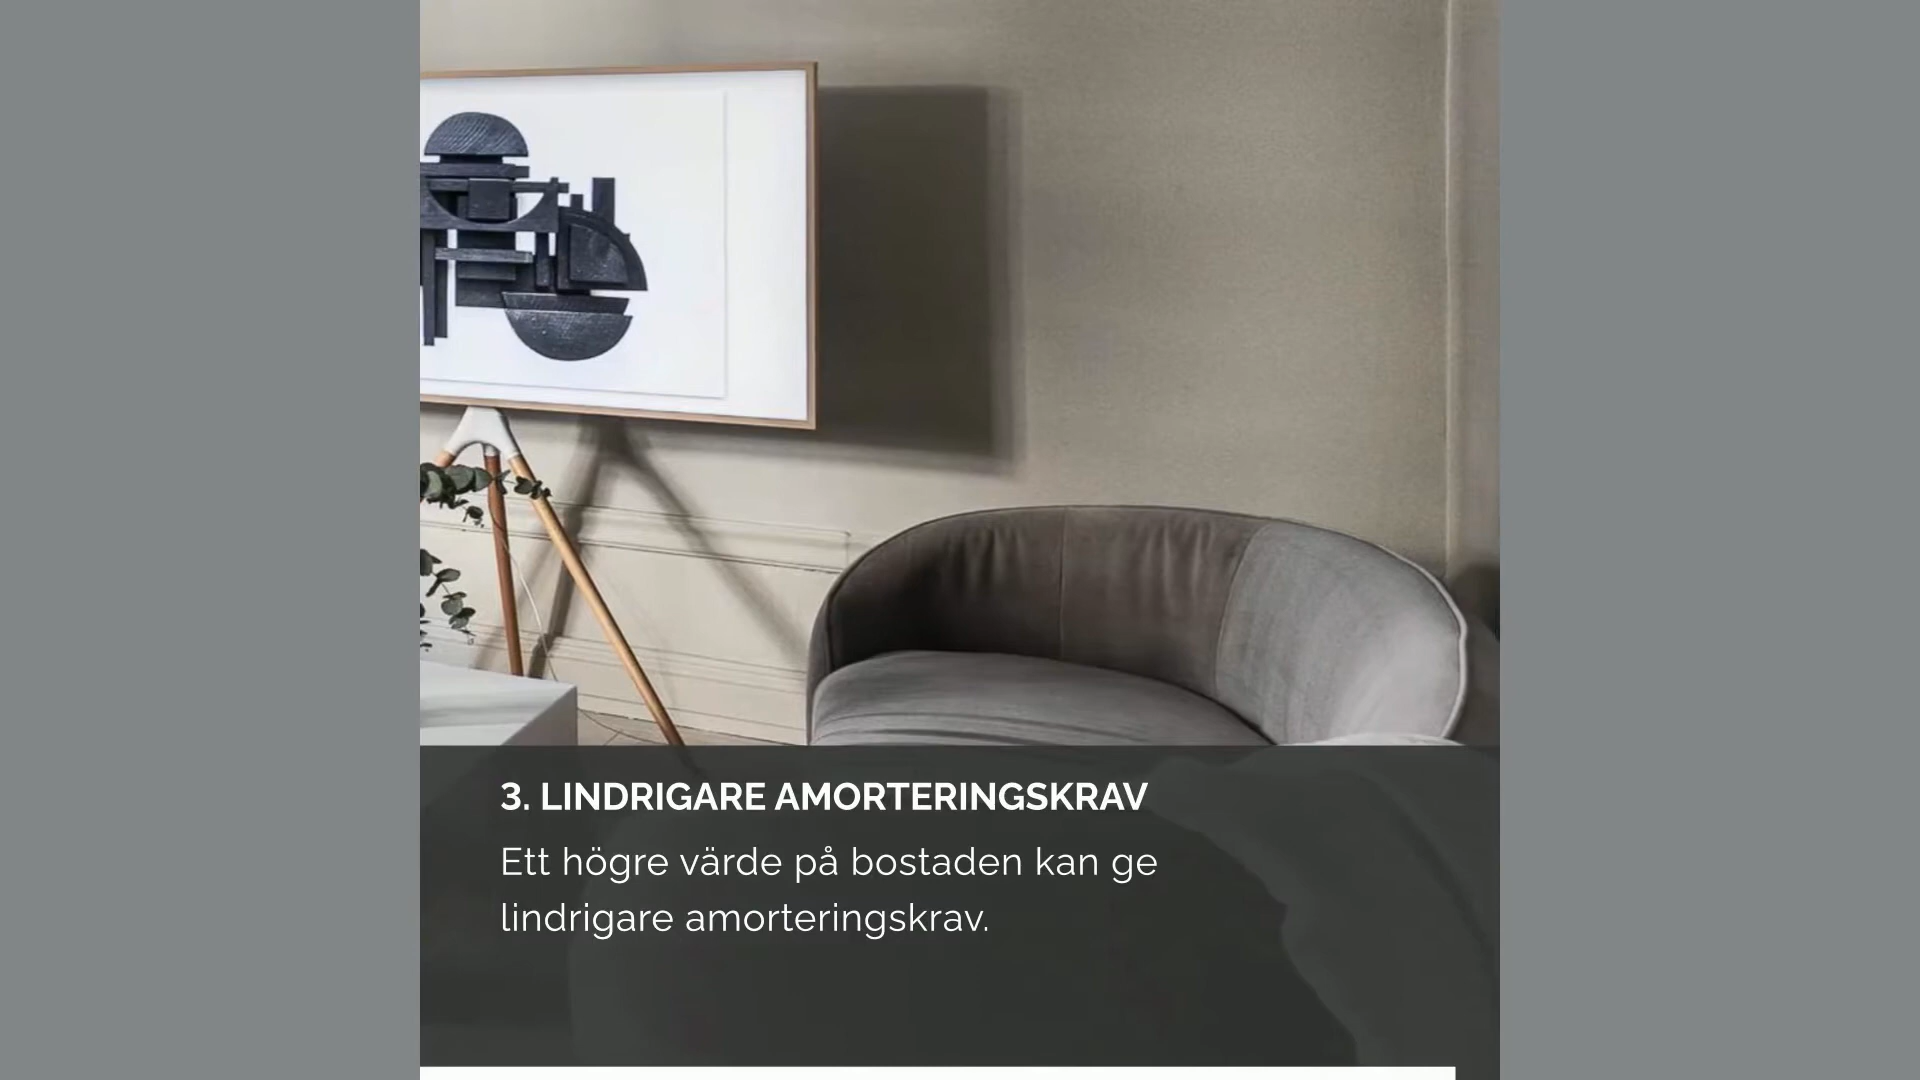 3. LINDRIGARE AMORTERINGSKRAV
Ett högre värde på bostaden kan ge
lindrigare amorteringskrav.